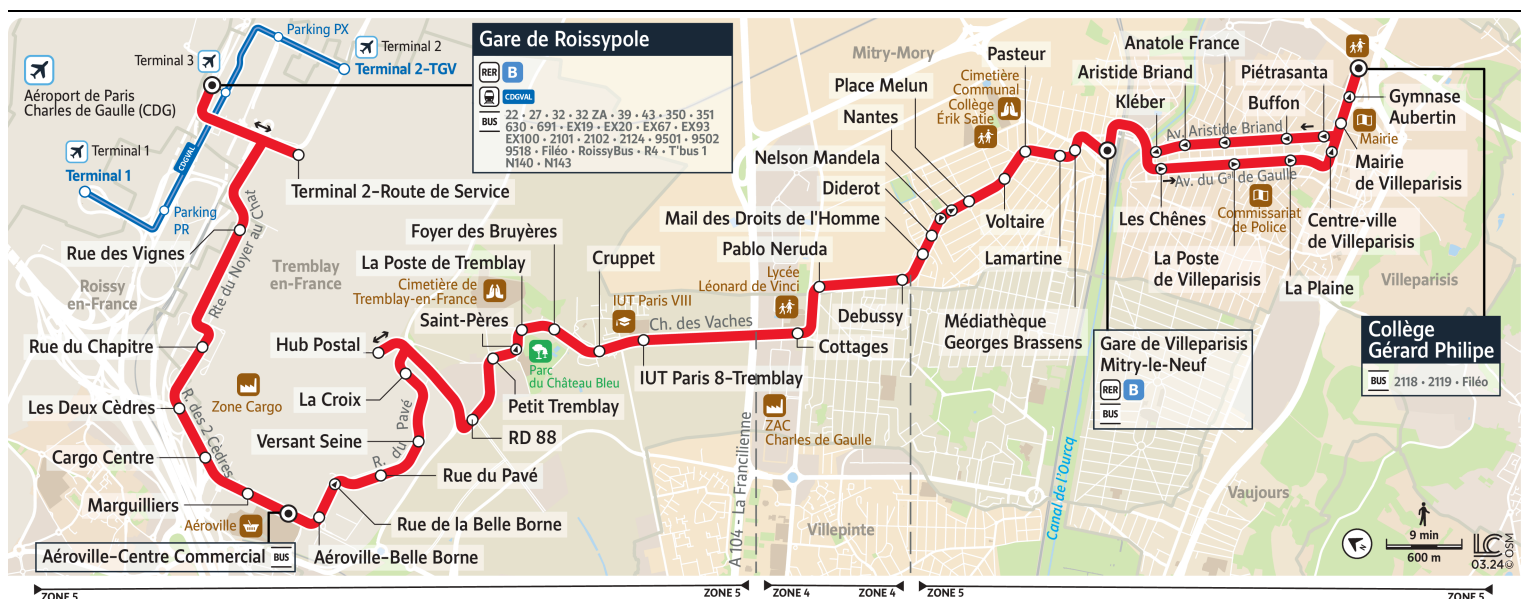 Parking PX
Terminal 2
Terminal 2–TGV
Terminal 3
Aéroport de Paris
Charles de Gaulle (CDG)
CDGVAL
Terminal 1
Terminal 1
Parking
PR
Gare de Roissypole
RER B
CDGVAL
BUS
22 • 27 • 32 • 32 ZA • 39 • 43 • 350 • 351
630 • 691 • EX19 • EX20 • EX67 • EX93
EX100 • 2101 • 2102 • 2124 • 9501 • 9502
9518 • Filéo • RoissyBus • R4 • T'bus 1
N140 • N143
Terminal 2–Route de Service
Rue des Vignes
Rte du Noyer au Chat
Roissy
en-France
Tremblay
en-France
Rue du Chapitre
Les Deux Cèdres
R. des 2 Cèdres
Zone Cargo
Cargo Centre
Marguilliers
Aéroville
Aéroville–Centre Commercial
BUS
Aéroville–Belle Borne
Rue de la Belle Borne
Rue du Pavé
R. du Pavé
Versant Seine
La Croix
Hub Postal
RD 88
Petit Tremblay
Saint-Pères
Cimetière de
Tremblay-en-France
La Poste de Tremblay
Foyer des Bruyères
Parc
du Château Bleu
Cruppet
IUT Paris VIII
Ch. des Vaches
IUT Paris 8–Tremblay
Cottages
Lycée
Léonard de Vinci
Pablo Neruda
Debussy
Mail des Droits de l'Homme
Diderot
Nelson Mandela
Nantes
Place Melun
Mitry-Mory
Cimetière
Communal
Collège
Érik Satie
Pasteur
Voltaire
Lamartine
Médiathèque
Georges Brassens
Gare de Villeparisis
Mitry-le-Neuf
RER B
BUS
Kléber
Aristide Briand
Anatole France
Piétrasanta
Buffon
Av. Aristide Briand
Av. du Gal de Gaulle
Les Chênes
La Poste
de Villeparisis
Commissariat
de Police
La Plaine
Centre-ville
de Villeparisis
Mairie
de Villeparisis
Mairie
Gymnase
Aubertin
Villeparisis
Collège
Gérard Philipe
BUS
2118 • 2119 • Filéo
ZAC
Charles de Gaulle
A 104 - La Francilienne
Villepinte
Canal de l'Ourcq
Vaujours
9 min
600 m
LC
03.24
© OSM
ZONE 5
ZONE 5
ZONE 4
ZONE 4
ZONE 5
ZONE 5